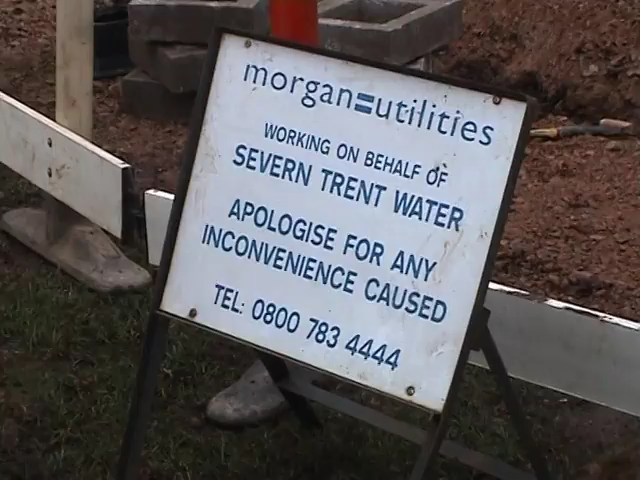 morgan=utilities
WORKING ON BEHALF OF
SEVERN TRENT WATER
APOLOGISE FOR ANY
INCONVENIENCE CAUSED
TEL: 0800 783 4444